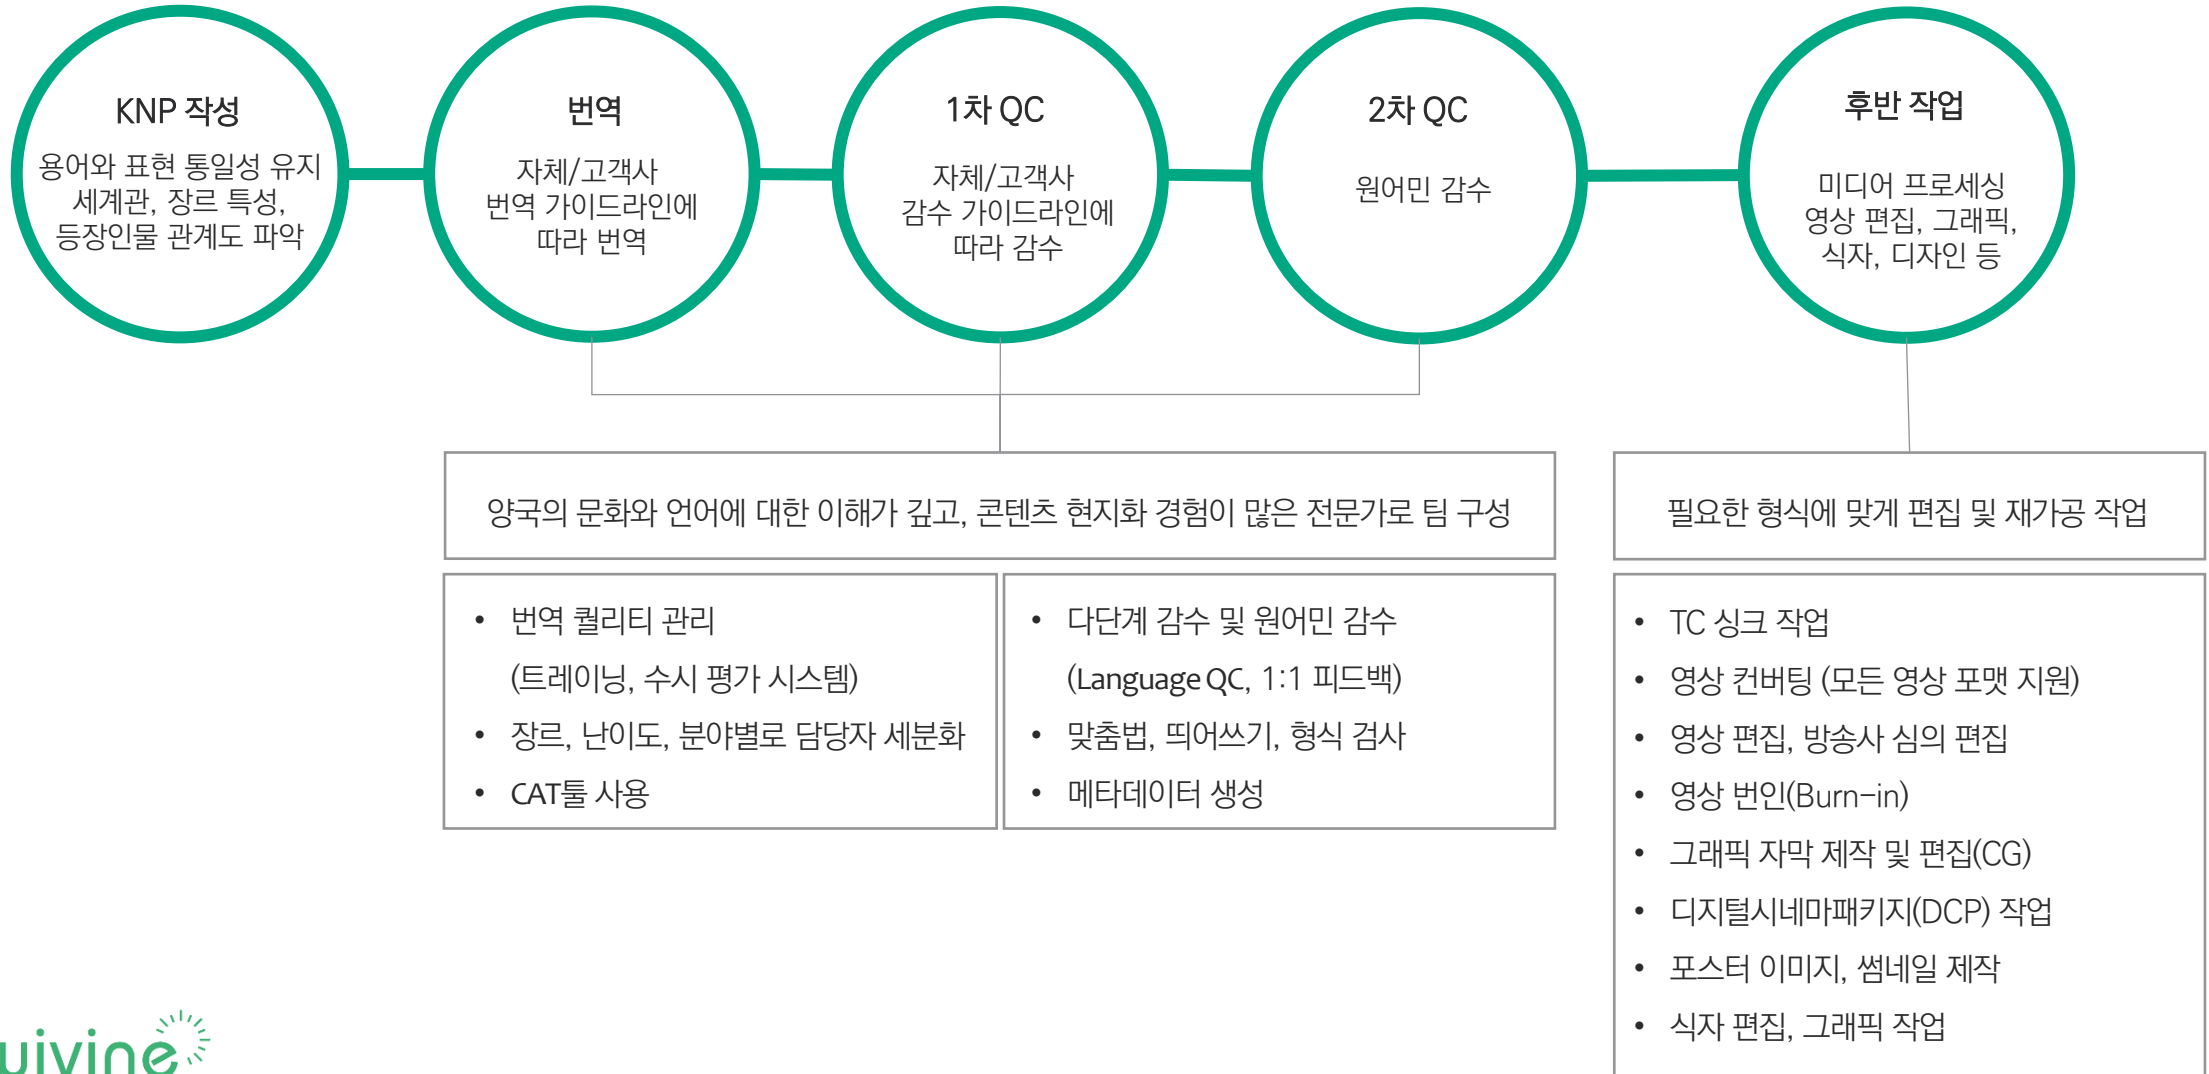 KNP 작성
용어와 표현 통일성 유지
세계관, 장르 특성,
등장인물 관계도 파악
번역
자체/고객사
번역 가이드라인에
따라 번역
1차 QC
자체/고객사
감수 가이드라인에
따라 감수
2차 QC
원어민 감수
후반 작업
미디어 프로세싱
영상 편집, 그래픽,
식자, 디자인 등
양국의 문화와 언어에 대한 이해가 깊고, 콘텐츠 현지화 경험이 많은 전문가로 팀 구성
• 번역 퀄리티 관리
(트레이닝, 수시 평가 시스템)
• 장르, 난이도, 분야별로 담당자 세분화
• CAT툴 사용
• 다단계 감수 및 원어민 감수
(Language QC, 1:1 피드백)
• 맞춤법, 띄어쓰기, 형식 검사
• 메타데이터 생성
필요한 형식에 맞게 편집 및 재가공 작업
• TC 싱크 작업
• 영상 컨버팅 (모든 영상 포맷 지원)
• 영상 편집, 방송사 심의 편집
• 영상 번인(Burn-in)
• 그래픽 자막 제작 및 편집(CG)
• 디지털시네마패키지(DCP) 작업
• 포스터 이미지, 썸네일 제작
• 식자 편집, 그래픽 작업